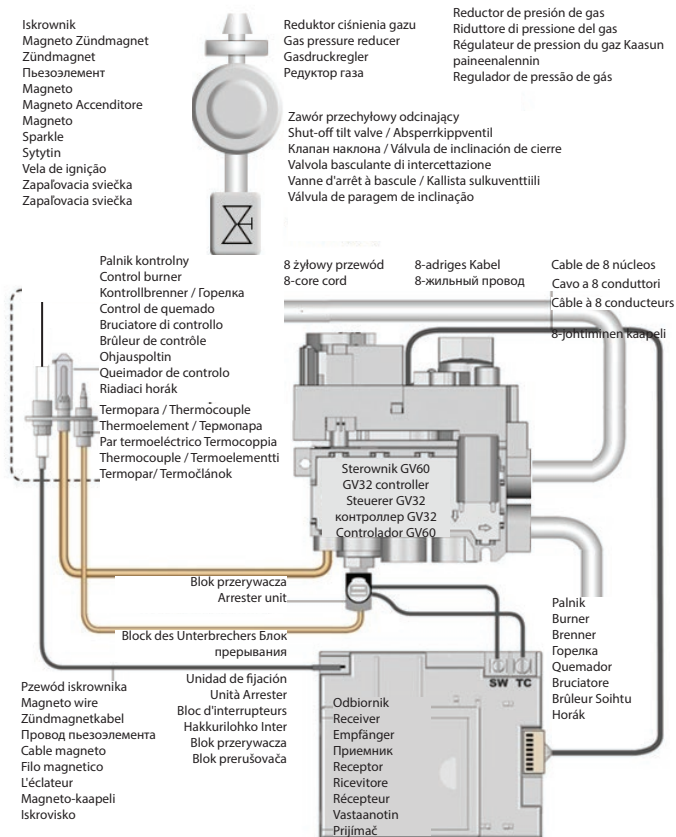 Iskrownik
Magneto Zündmagnet
Zündmagnet
Пьезоэлемент
Magneto
Magneto Accenditore
Magneto
Sparkle
Sytytin
Vela de ignição
Zapaľovacia sviečka
Zapaľovacia sviečka
Reduktor ciśnienia gazu
Gas pressure reducer
Gasdruckregler
Редуктор газа
Reductor de presión de gas
Riduttore di pressione del gas
Régulateur de pression du gaz Kaasun
paineenalennin
Regulador de pressão de gás
Zawór przechyłowy odcinający
Shut-off tilt valve / Absperrkippventil
Клапан наклона / Válvula de inclinación de cierre
Valvola basculante di intercettazione
Vanne d'arrêt à bascule / Kallista sulkuventtiili
Válvula de paragem de inclinação
Palnik kontrolny
Control burner
Kontrollbrenner / Горелка
Control de quemado
Bruciatore di controllo
Brûleur de contrôle
Ohjauspoltin
Queimador de controlo
Riadiaci horák
8 żyłowy przewód
8-core cord
8-adriges Kabel
8-жильный провод
Cable de 8 núcleos
Cavo a 8 conduttori
Câble à 8 conducteurs
8-johtiminen kaapeli
Termopara / Thermocouple
Thermoelement / Термопара
Par termoeléctrico Termocoppia
Thermocouple / Termoelementti
Termopar/ Termočlánok
Sterownik GV60
GV32 controller
Steuerer GV32
контроллер GV32
Controlador GV60
Blok przerywacza
Arrester unit
Block des Unterbrechers Блок
прерывания
Unidad de fijación
Unità Arrester
Bloc d'interrupteurs
Hakkurilohko Inter
Blok przerywacza
Blok prerušovača
Pzewód iskrownika
Magneto wire
Zündmagnetkabel
Провод пьезоэлемента
Cable magneto
Filo magnetico
L'éclateur
Magneto-kaapeli
Iskrovisko
SW TC
Odbiornik
Receiver
Empfänger
Приемник
Receptor
Ricevitore
Récepteur
Vastaanotin
Prijímač
Palnik
Burner
Brenner
Горелка
Quemador
Bruciatore
Brûleur Soihtu
Horák